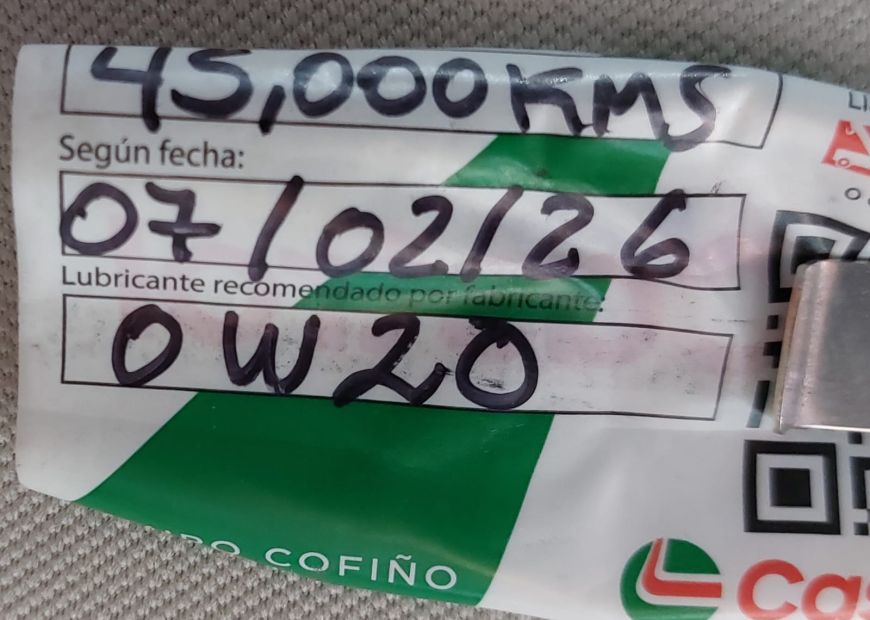 45,000 KMS
Según fecha:
07/02/26
Lubricante recomendado por fabricante:
0W20
COFIÑO